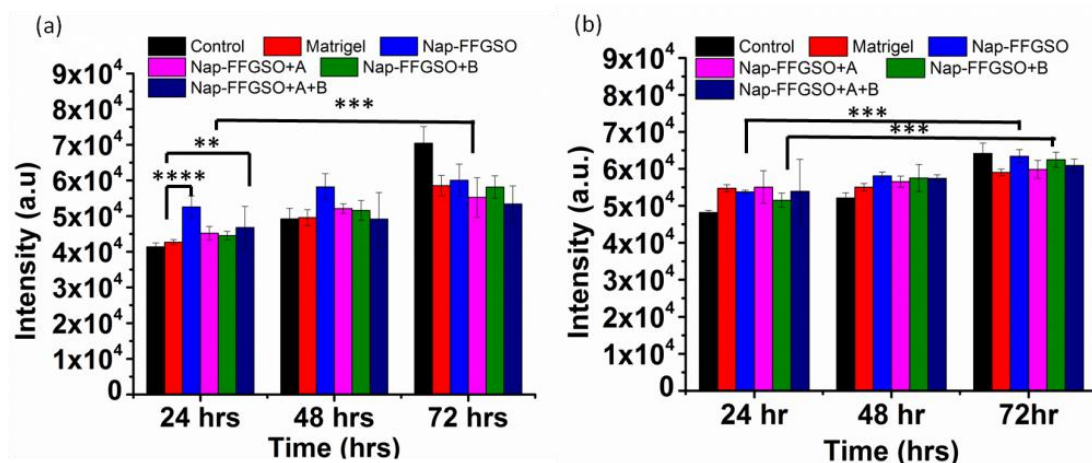 (a)
Control Matrigel Nap-FFGSO
Nap-FFGSO+A Nap-FFGSO+B
Nap-FFGSO+A+B
Intensity (a.u)
9x10⁴
8x10⁴
7x10⁴
6x10⁴
5x10⁴
4x10⁴
3x10⁴
2x10⁴
1x10⁴
0
***
**
****
24 hrs 48 hrs 72 hrs
Time (hrs)
(b)
Control Matrigel Nap-FFGSO
Nap-FFGSO+A Nap-FFGSO+B
Nap-FFGSO+A+B
Intensity (a.u.)
9x10⁴
8x10⁴
7x10⁴
6x10⁴
5x10⁴
4x10⁴
3x10⁴
2x10⁴
1x10⁴
0
***
***
24 hr 48 hr 72hr
Time (hrs)